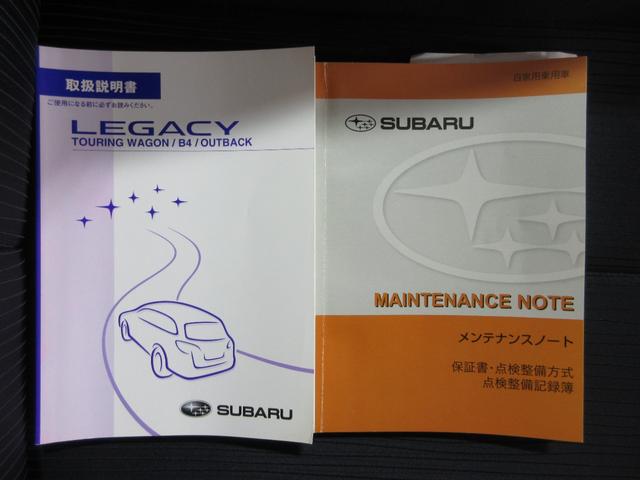 取扱説明書
ご使用になる前に必ずお読みください。
LEGACY
TOURING WAGON / B4 / OUTBACK
SUBARU
自家用乗用車
SUBARU
MAINTENANCE NOTE
メンテナンスノート
保証書・点検整備方式
点検整備記録簿